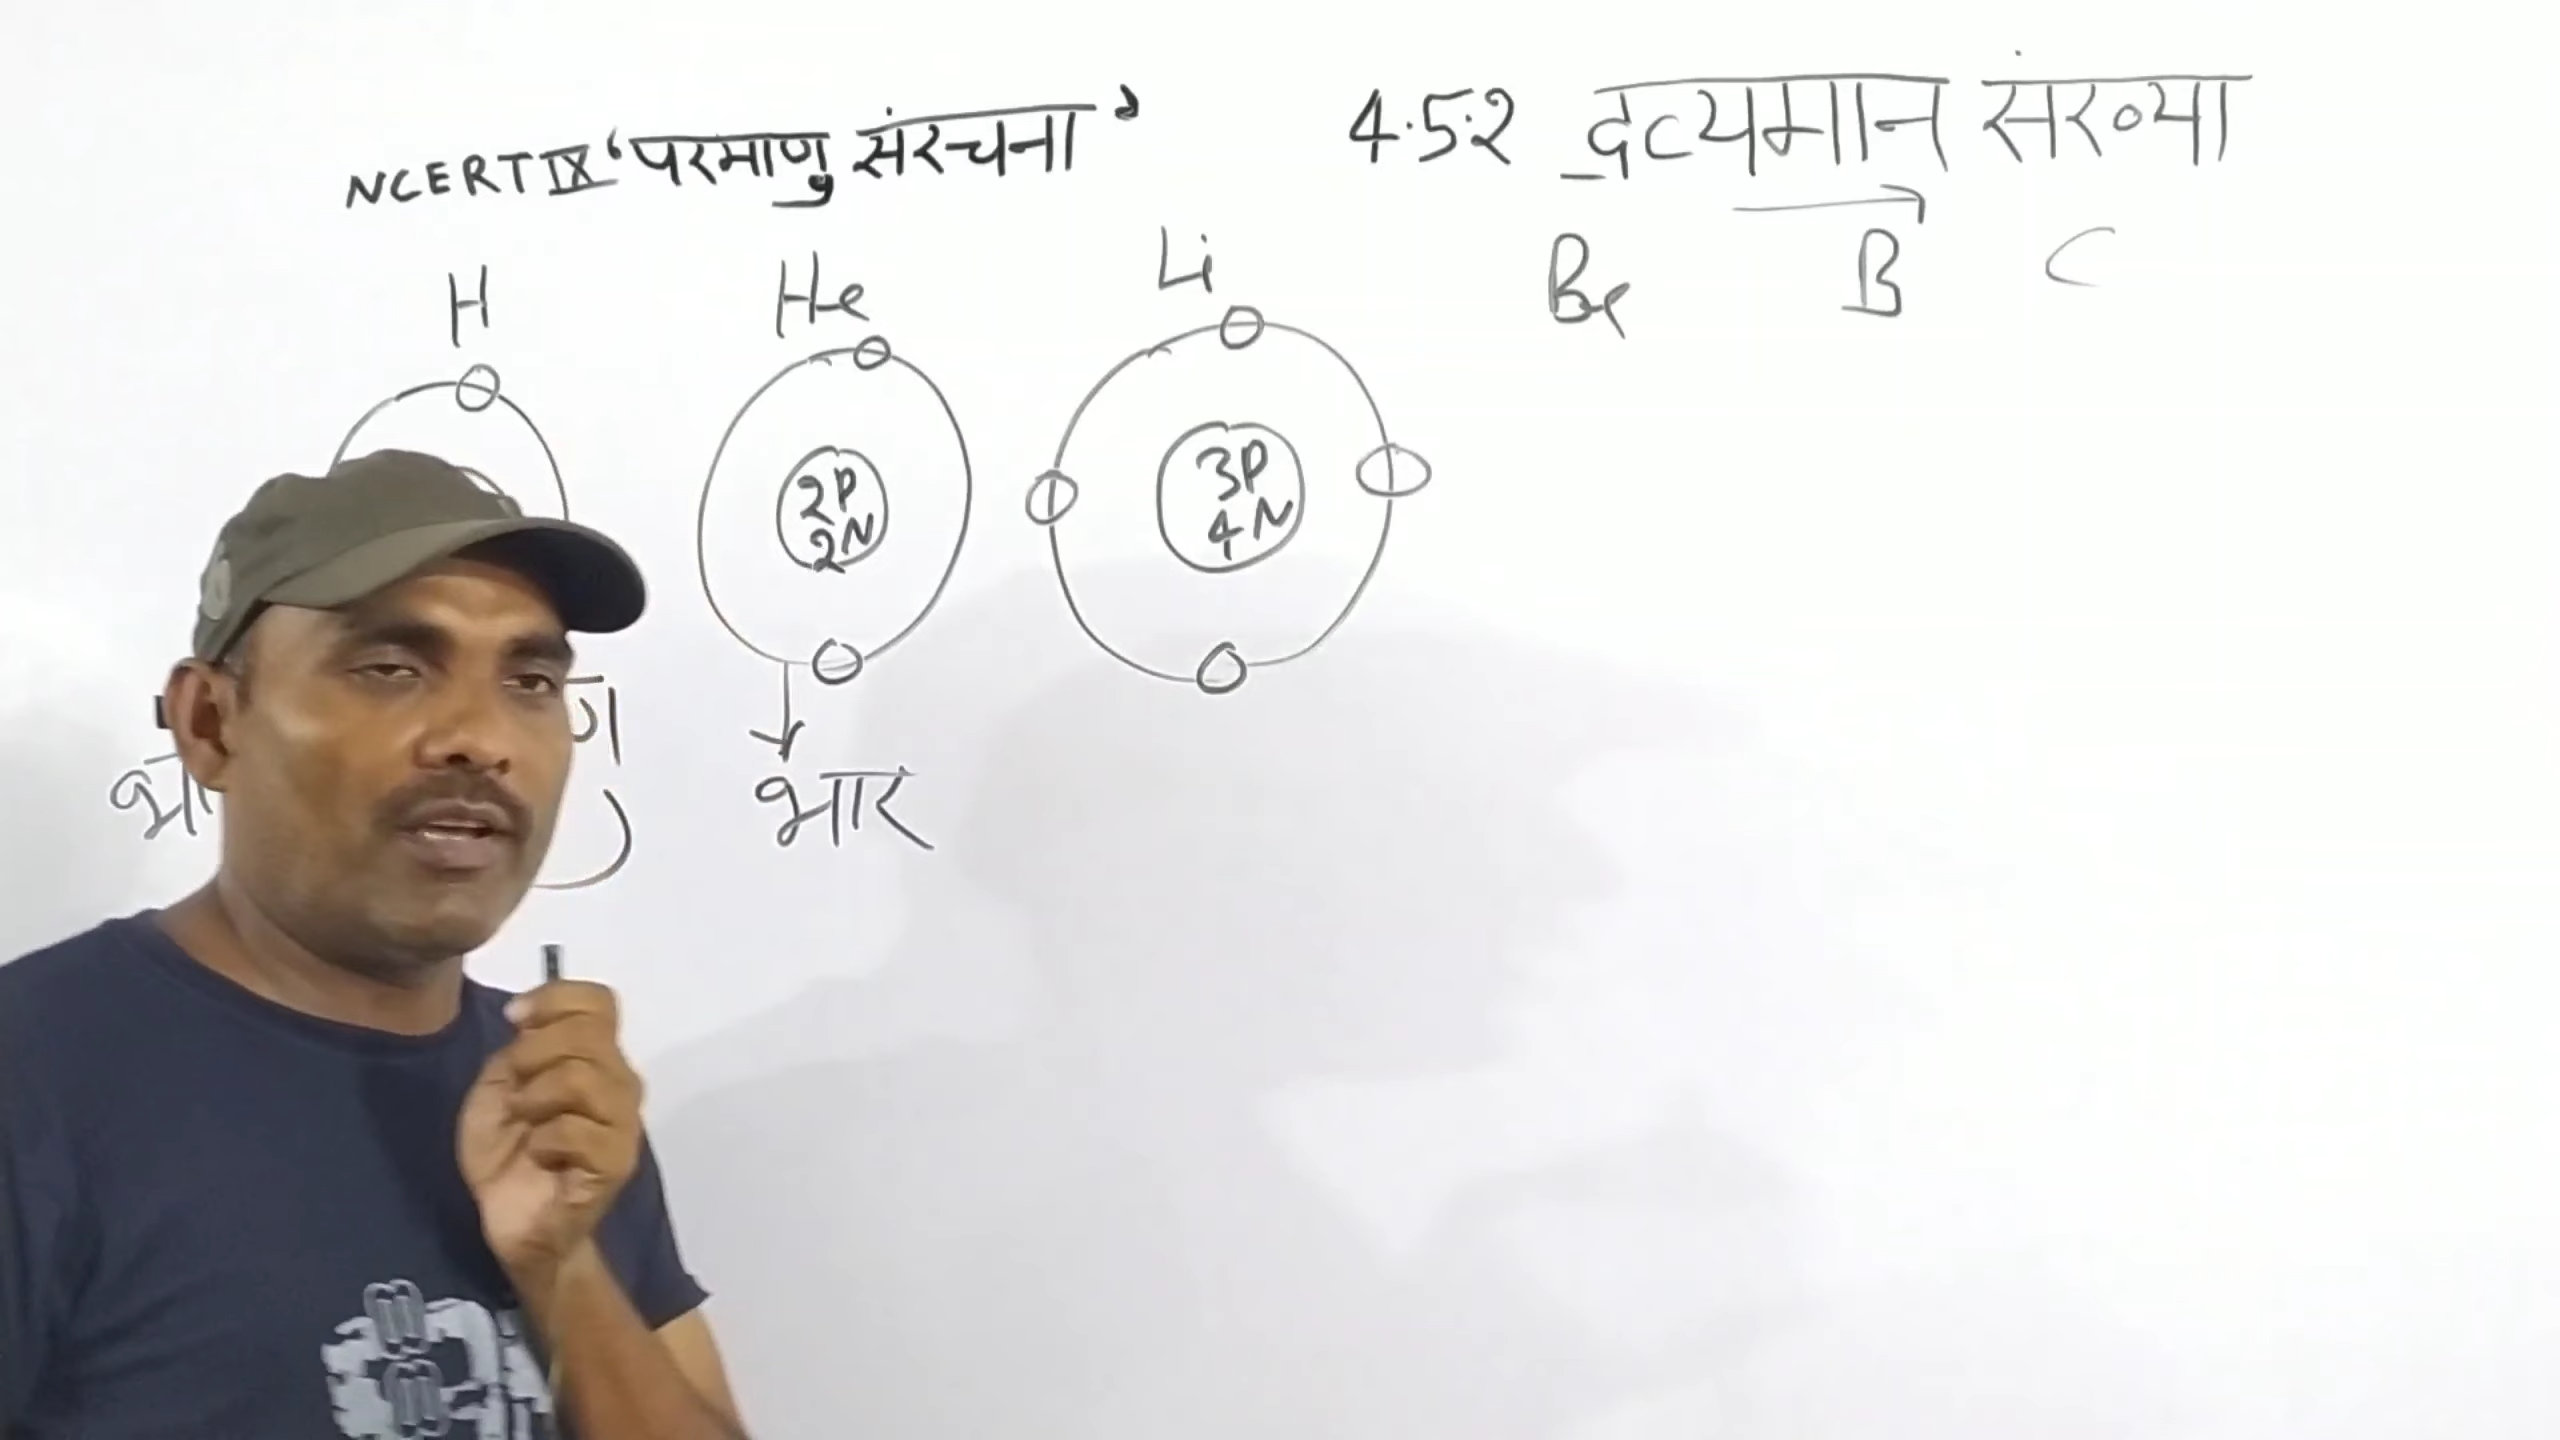 NCERT IX 'परमाणु संरचना' 4.5.2 द्रव्यमान संख्या
H He Li Be B C
2P
2N
3P
4N
भार